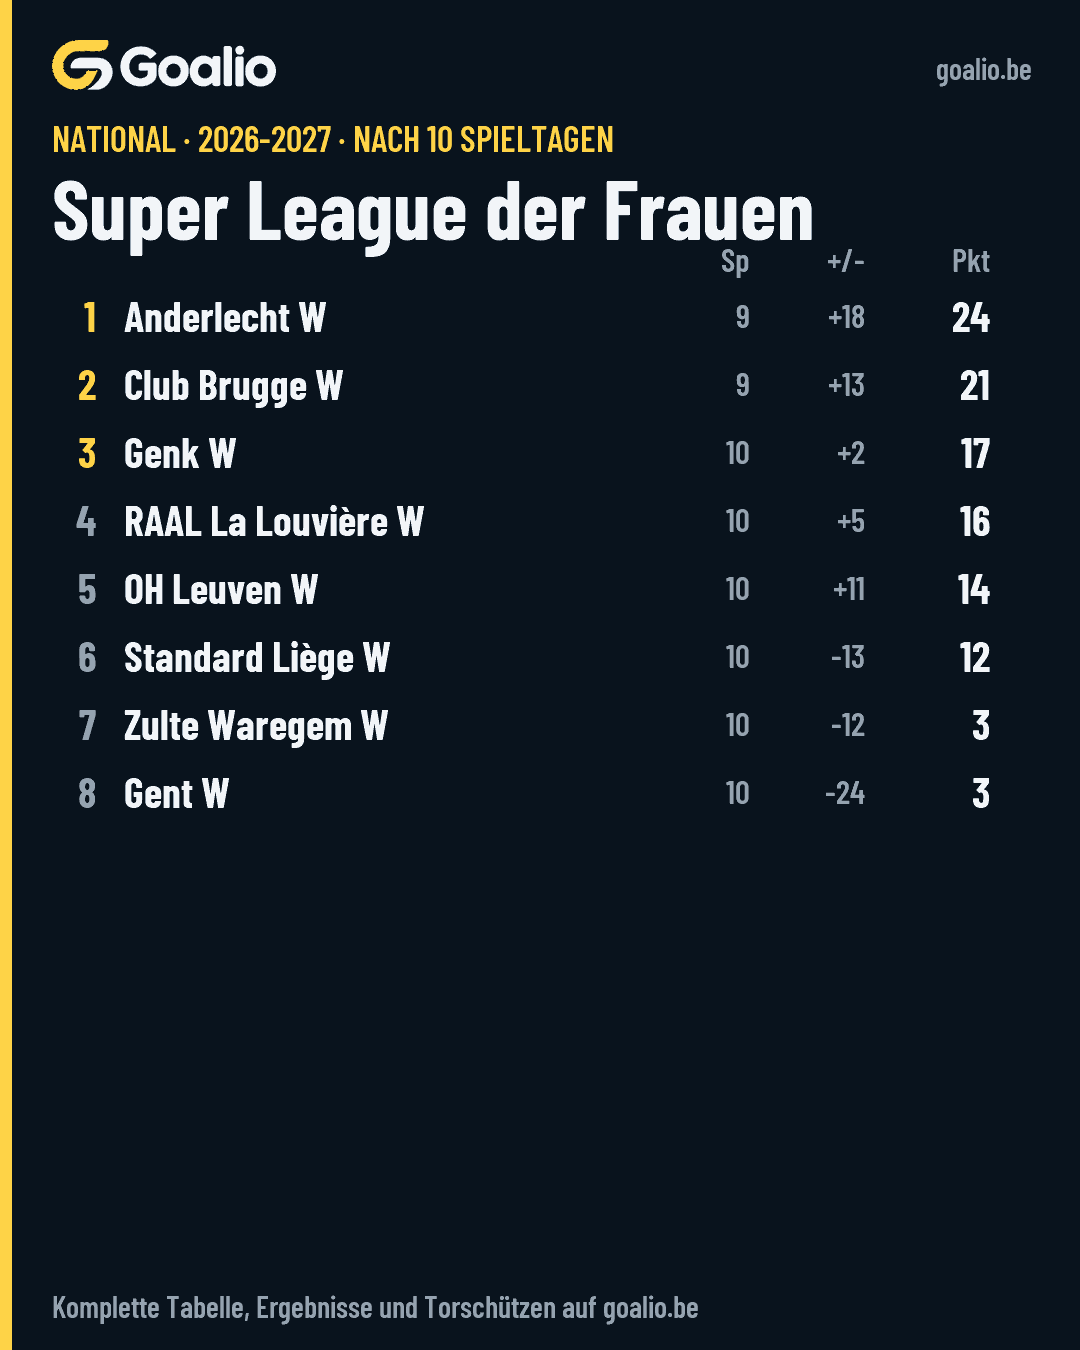 Goalio
goalio.be
NATIONAL · 2026-2027 · NACH 10 SPIELTAGEN
Super League der Frauen
Sp +/- Pkt
1 Anderlecht W 9 +18 24
2 Club Brugge W 9 +13 21
3 Genk W 10 +2 17
4 RAAL La Louvière W 10 +5 16
5 OH Leuven W 10 +11 14
6 Standard Liège W 10 -13 12
7 Zulte Waregem W 10 -12 3
8 Gent W 10 -24 3
Komplette Tabelle, Ergebnisse und Torschützen auf goalio.be